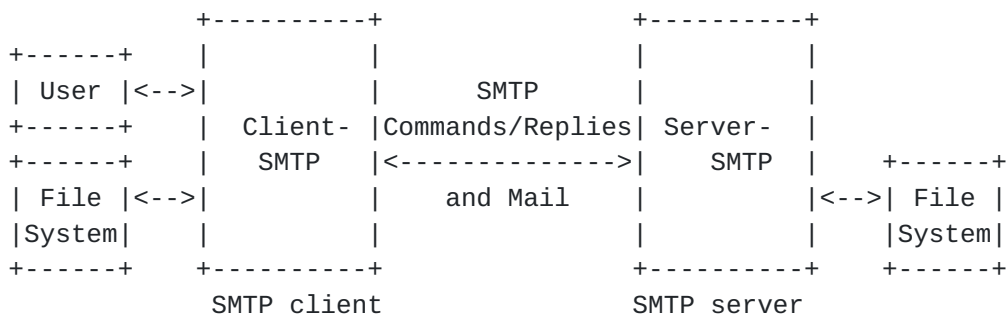 +----------+                +----------+
  +------+    |          |                |          |
  | User |<-->|          |      SMTP      |          |
  +------+    |  Client- |Commands/Replies| Server-  |
  +------+    |   SMTP   |<-------------->|    SMTP  |    +------+
  | File |<-->|          |    and Mail    |          |<-->| File |
  |System|    |          |                |          |    |System|
  +------+    +----------+                +----------+    +------+
               SMTP client                SMTP server